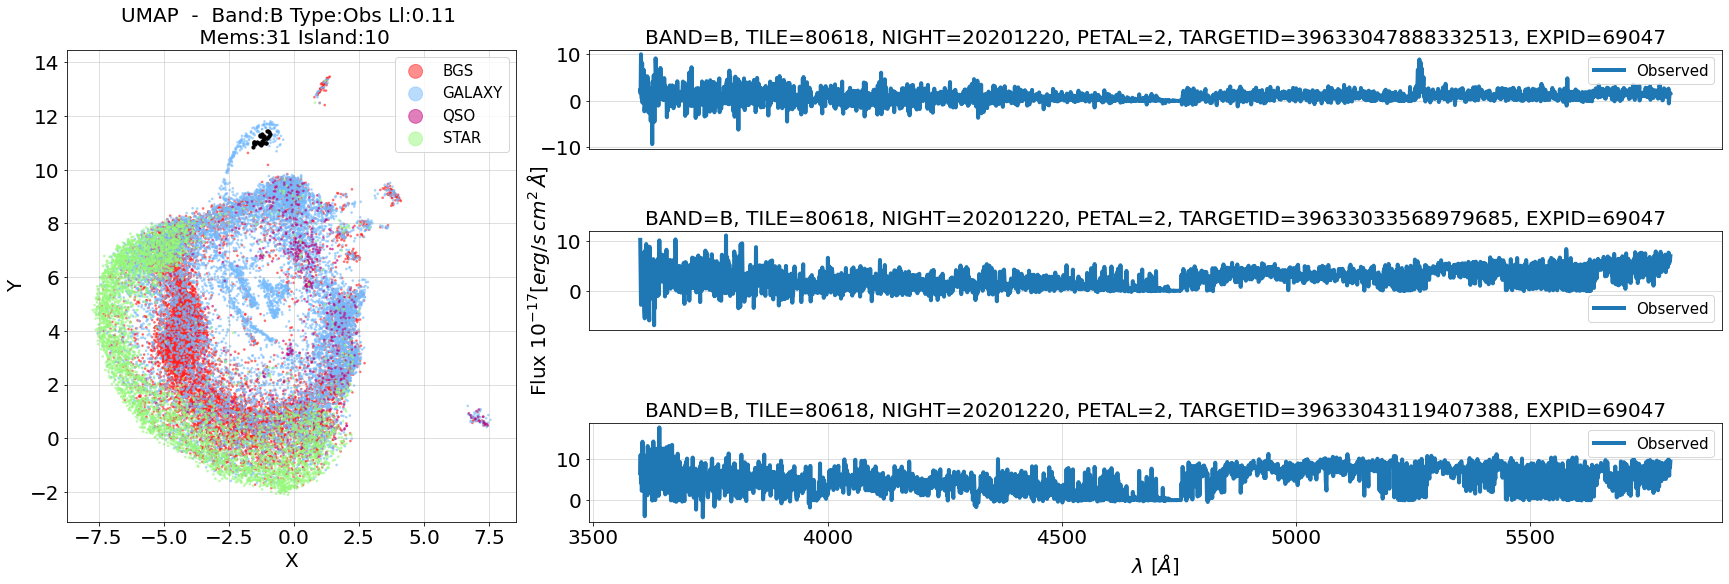 UMAP - Band:B Type:Obs Ll:0.11
Mems:31 Island:10
14
12
10
8
6
4
2
0
−2
Y
BGS
GALAXY
QSO
STAR
−7.5 −5.0 −2.5 0.0 2.5 5.0 7.5
X
BAND=B, TILE=80618, NIGHT=20201220, PETAL=2, TARGETID=39633047888332513, EXPID=69047
10
0
−10
Observed
Flux 10⁻¹⁷[erg/s cm² Å]
BAND=B, TILE=80618, NIGHT=20201220, PETAL=2, TARGETID=39633033568979685, EXPID=69047
10
0
Observed
BAND=B, TILE=80618, NIGHT=20201220, PETAL=2, TARGETID=39633043119407388, EXPID=69047
10
0
Observed
3500 4000 4500 5000 5500
λ [Å]